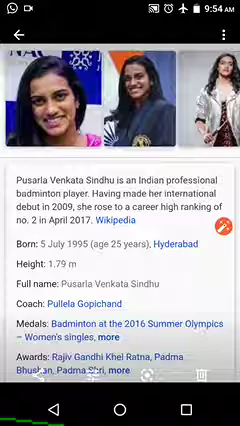 9:54 AM
Pusarla Venkata Sindhu is an Indian professional
badminton player. Having made her international
debut in 2009, she rose to a career high ranking of
no. 2 in April 2017. Wikipedia
Born: 5 July 1995 (age 25 years), Hyderabad
Height: 1.79 m
Full name: Pusarla Venkata Sindhu
Coach: Pullela Gopichand
Medals: Badminton at the 2016 Summer Olympics
– Women's singles, more
Awards: Rajiv Gandhi Khel Ratna, Padma
Bhushan, Padma Shri, more